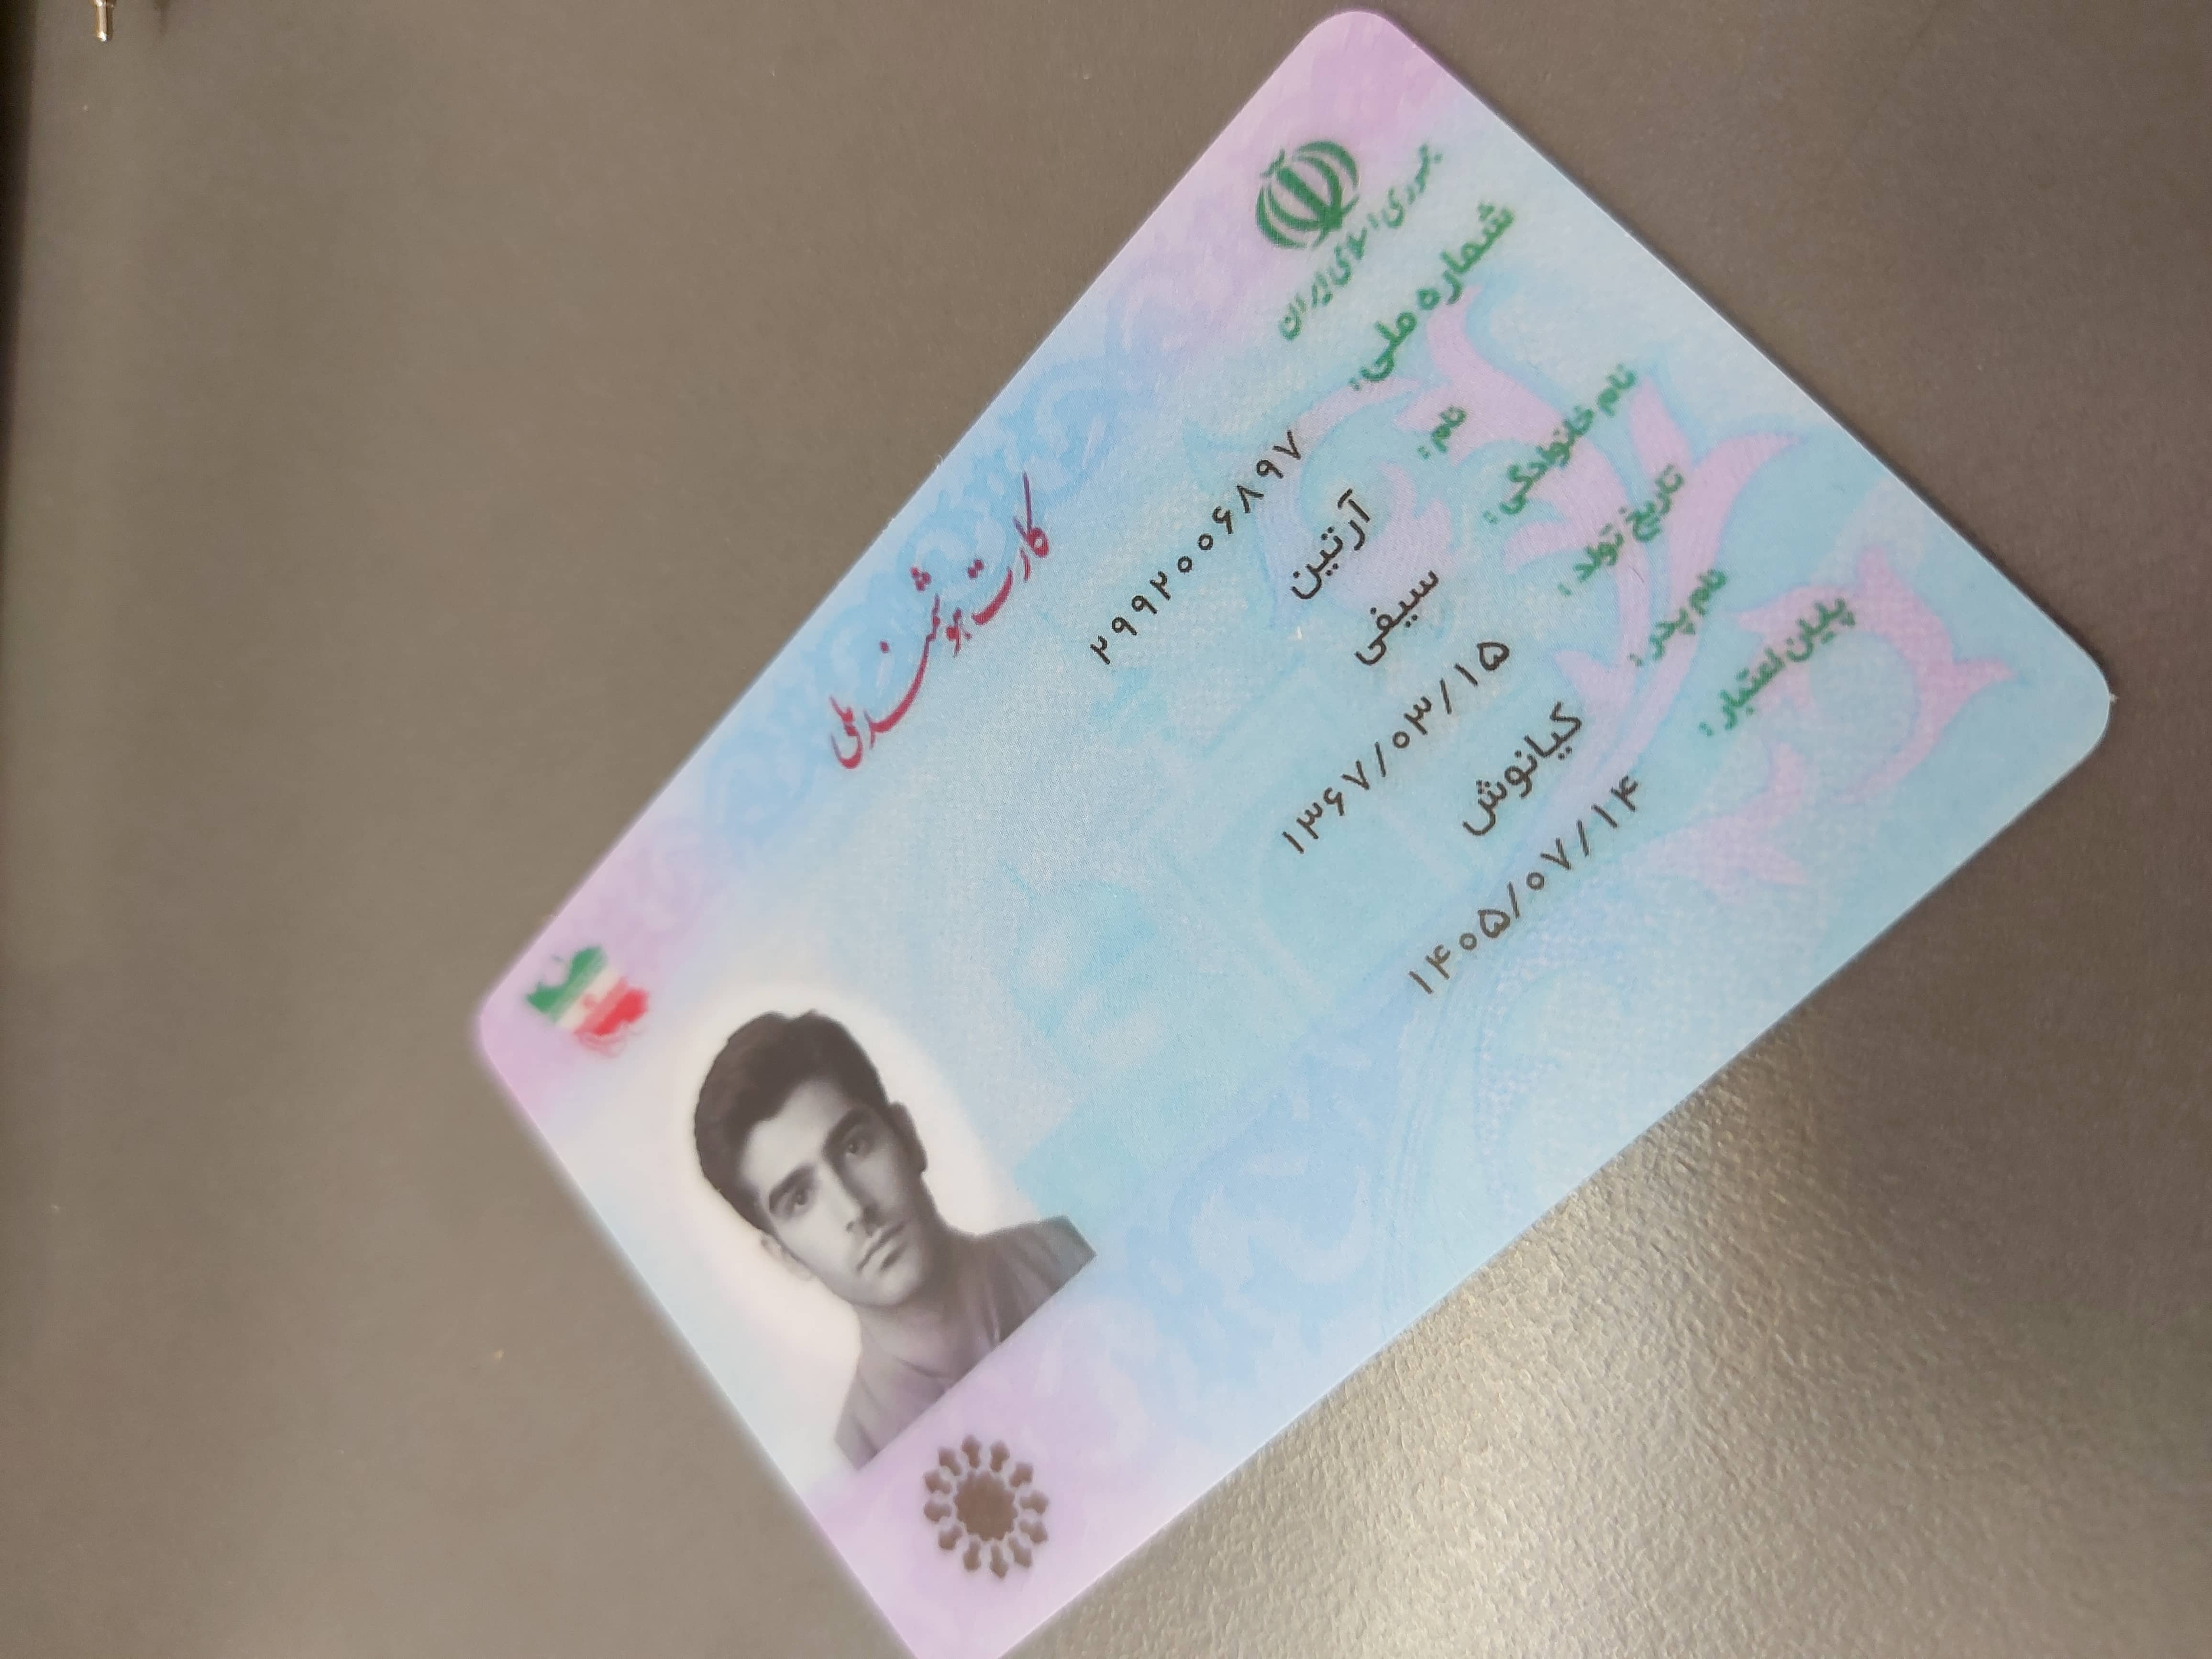 جمهوری اسلامی ایران
کارت هوشمند ملی
شماره ملی: ۲۹۹۲۰۰۶۸۹۷
نام: آرتین
نام خانوادگی: سیفی
تاریخ تولد: ۱۳۶۷/۰۳/۱۵
نام پدر: کیانوش
پایان اعتبار: ۱۴۰۵/۰۷/۱۴